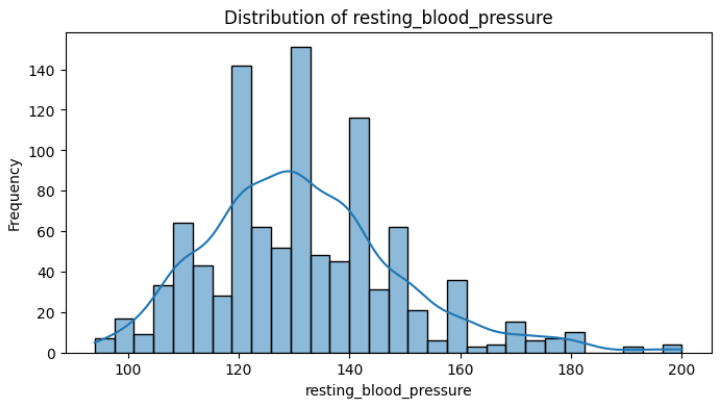 Distribution of resting_blood_pressure
140
120
100
80
60
40
20
0
Frequency
100 120 140 160 180 200
resting_blood_pressure